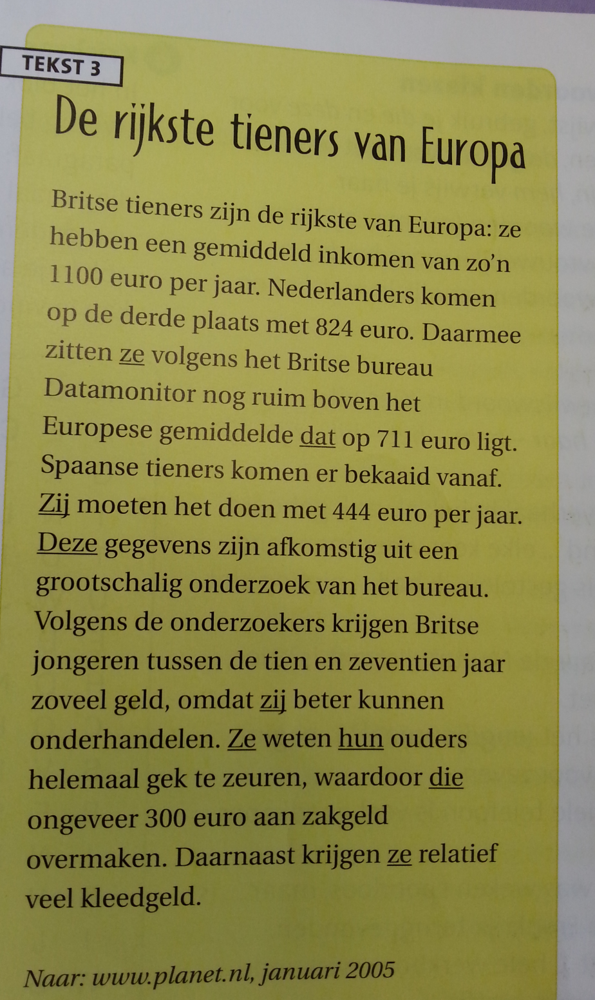 TEKST 3
De rijkste tieners van Europa
Britse tieners zijn de rijkste van Europa: ze
hebben een gemiddeld inkomen van zo'n
1100 euro per jaar. Nederlanders komen
op de derde plaats met 824 euro. Daarmee
zitten ze volgens het Britse bureau
Datamonitor nog ruim boven het
Europese gemiddelde dat op 711 euro ligt.
Spaanse tieners komen er bekaaid vanaf.
Zij moeten het doen met 444 euro per jaar.
Deze gegevens zijn afkomstig uit een
grootschalig onderzoek van het bureau.
Volgens de onderzoekers krijgen Britse
jongeren tussen de tien en zeventien jaar
zoveel geld, omdat zij beter kunnen
onderhandelen. Ze weten hun ouders
helemaal gek te zeuren, waardoor die
ongeveer 300 euro aan zakgeld
overmaken. Daarnaast krijgen ze relatief
veel kleedgeld.
Naar: www.planet.nl, januari 2005